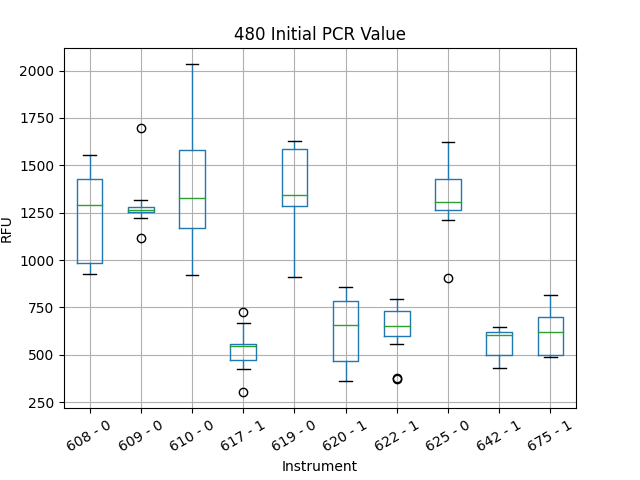 480 Initial PCR Value
RFU
2000
1750
1500
1250
1000
750
500
250
608 - 0
609 - 0
610 - 0
617 - 1
619 - 0
620 - 1
622 - 1
625 - 0
642 - 1
675 - 1
Instrument